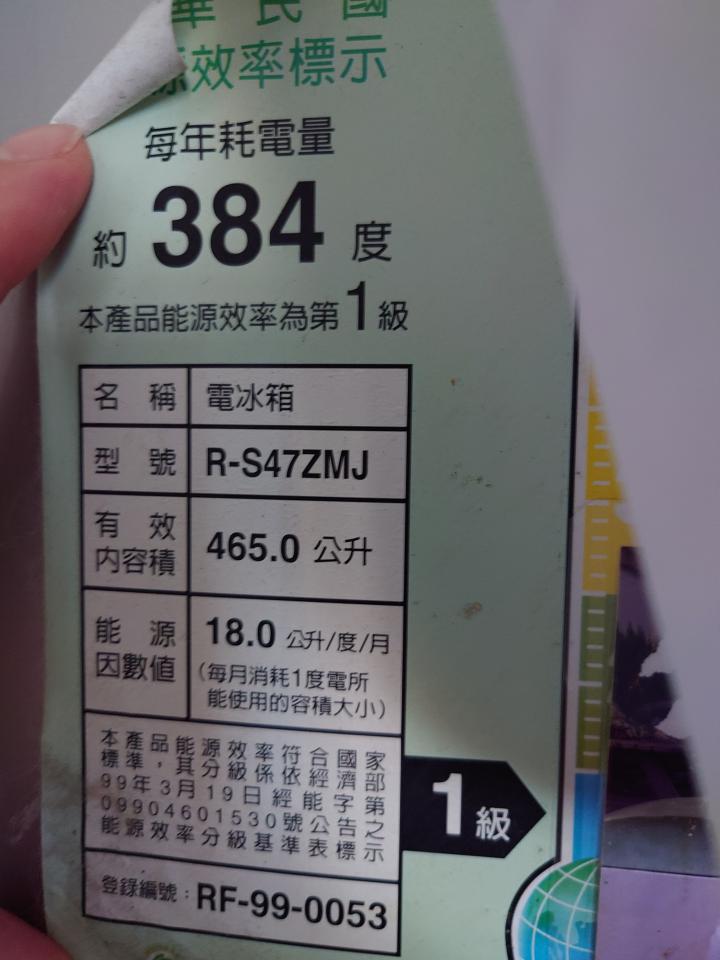 華民國
源效率標示
每年耗電量
約 384 度
本產品能源效率為第1級
名稱 電冰箱
型號 R-S47ZMJ
有效
內容積 465.0 公升
能源
因數值 18.0 公升/度/月
(每月消耗1度電所
能使用的容積大小)
本產品能源效率符合國家
標準，其分級係依經濟部
99年3月19日經能字第
09904601530號公告之
能源效率分級基準表標示
1級
登錄編號：RF-99-0053